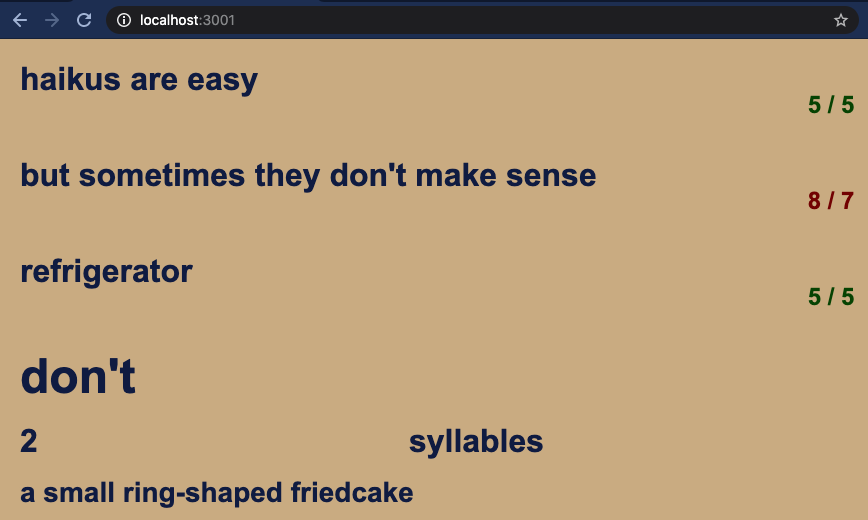 localhost:3001
haikus are easy
5 / 5
but sometimes they don't make sense
8 / 7
refrigerator
5 / 5
don't
2 syllables
a small ring-shaped friedcake